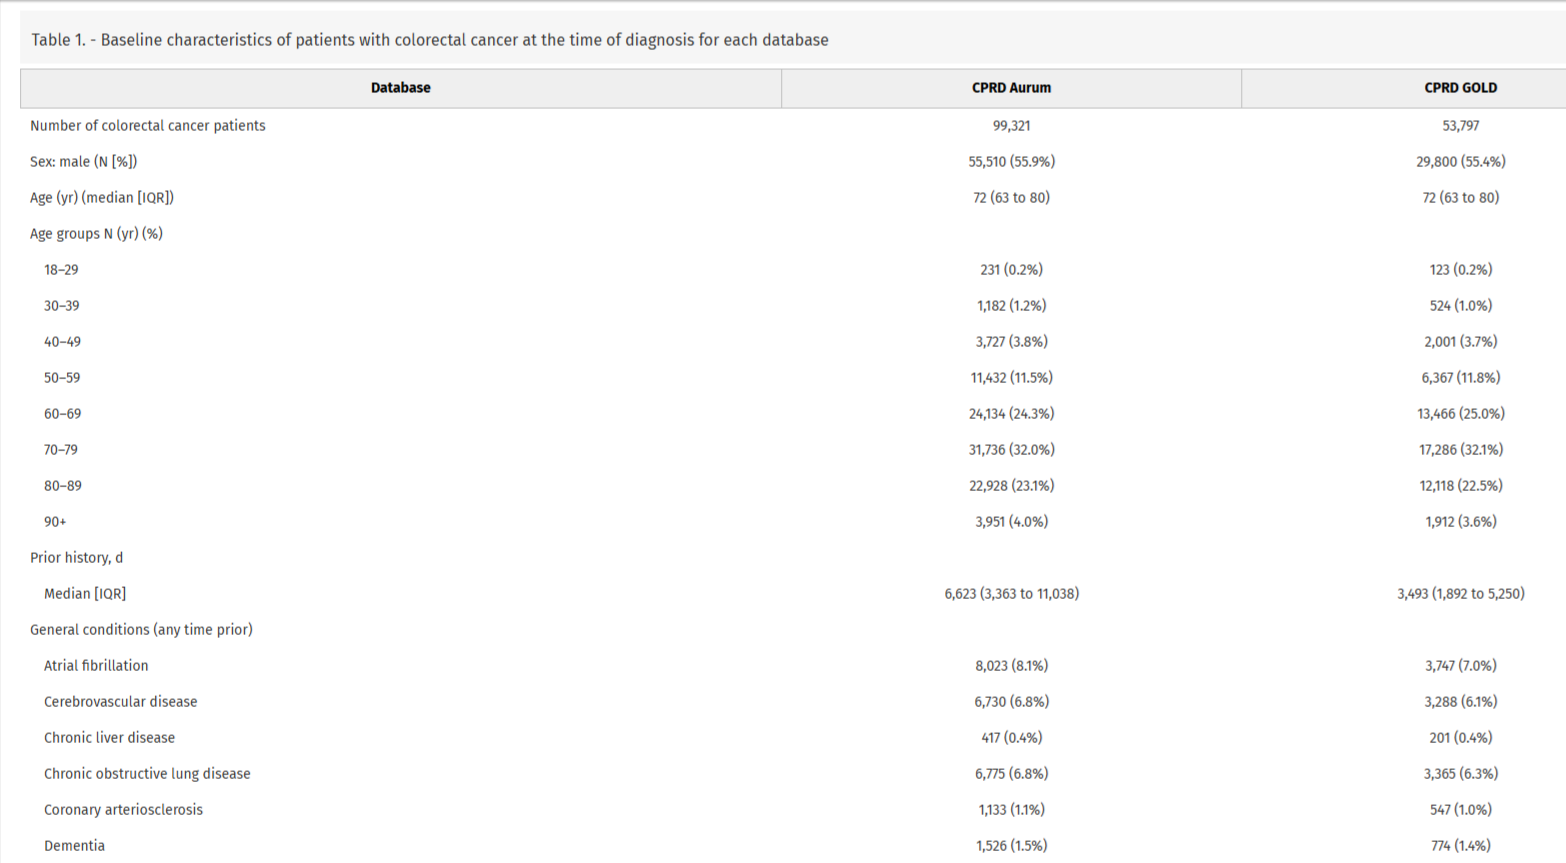 Table 1. - Baseline characteristics of patients with colorectal cancer at the time of diagnosis for each database
Database CPRD Aurum CPRD GOLD
Number of colorectal cancer patients 99,321 53,797
Sex: male (N [%]) 55,510 (55.9%) 29,800 (55.4%)
Age (yr) (median [IQR]) 72 (63 to 80) 72 (63 to 80)
Age groups N (yr) (%)
18–29 231 (0.2%) 123 (0.2%)
30–39 1,182 (1.2%) 524 (1.0%)
40–49 3,727 (3.8%) 2,001 (3.7%)
50–59 11,432 (11.5%) 6,367 (11.8%)
60–69 24,134 (24.3%) 13,466 (25.0%)
70–79 31,736 (32.0%) 17,286 (32.1%)
80–89 22,928 (23.1%) 12,118 (22.5%)
90+ 3,951 (4.0%) 1,912 (3.6%)
Prior history, d
Median [IQR] 6,623 (3,363 to 11,038) 3,493 (1,892 to 5,250)
General conditions (any time prior)
Atrial fibrillation 8,023 (8.1%) 3,747 (7.0%)
Cerebrovascular disease 6,730 (6.8%) 3,288 (6.1%)
Chronic liver disease 417 (0.4%) 201 (0.4%)
Chronic obstructive lung disease 6,775 (6.8%) 3,365 (6.3%)
Coronary arteriosclerosis 1,133 (1.1%) 547 (1.0%)
Dementia 1,526 (1.5%) 774 (1.4%)